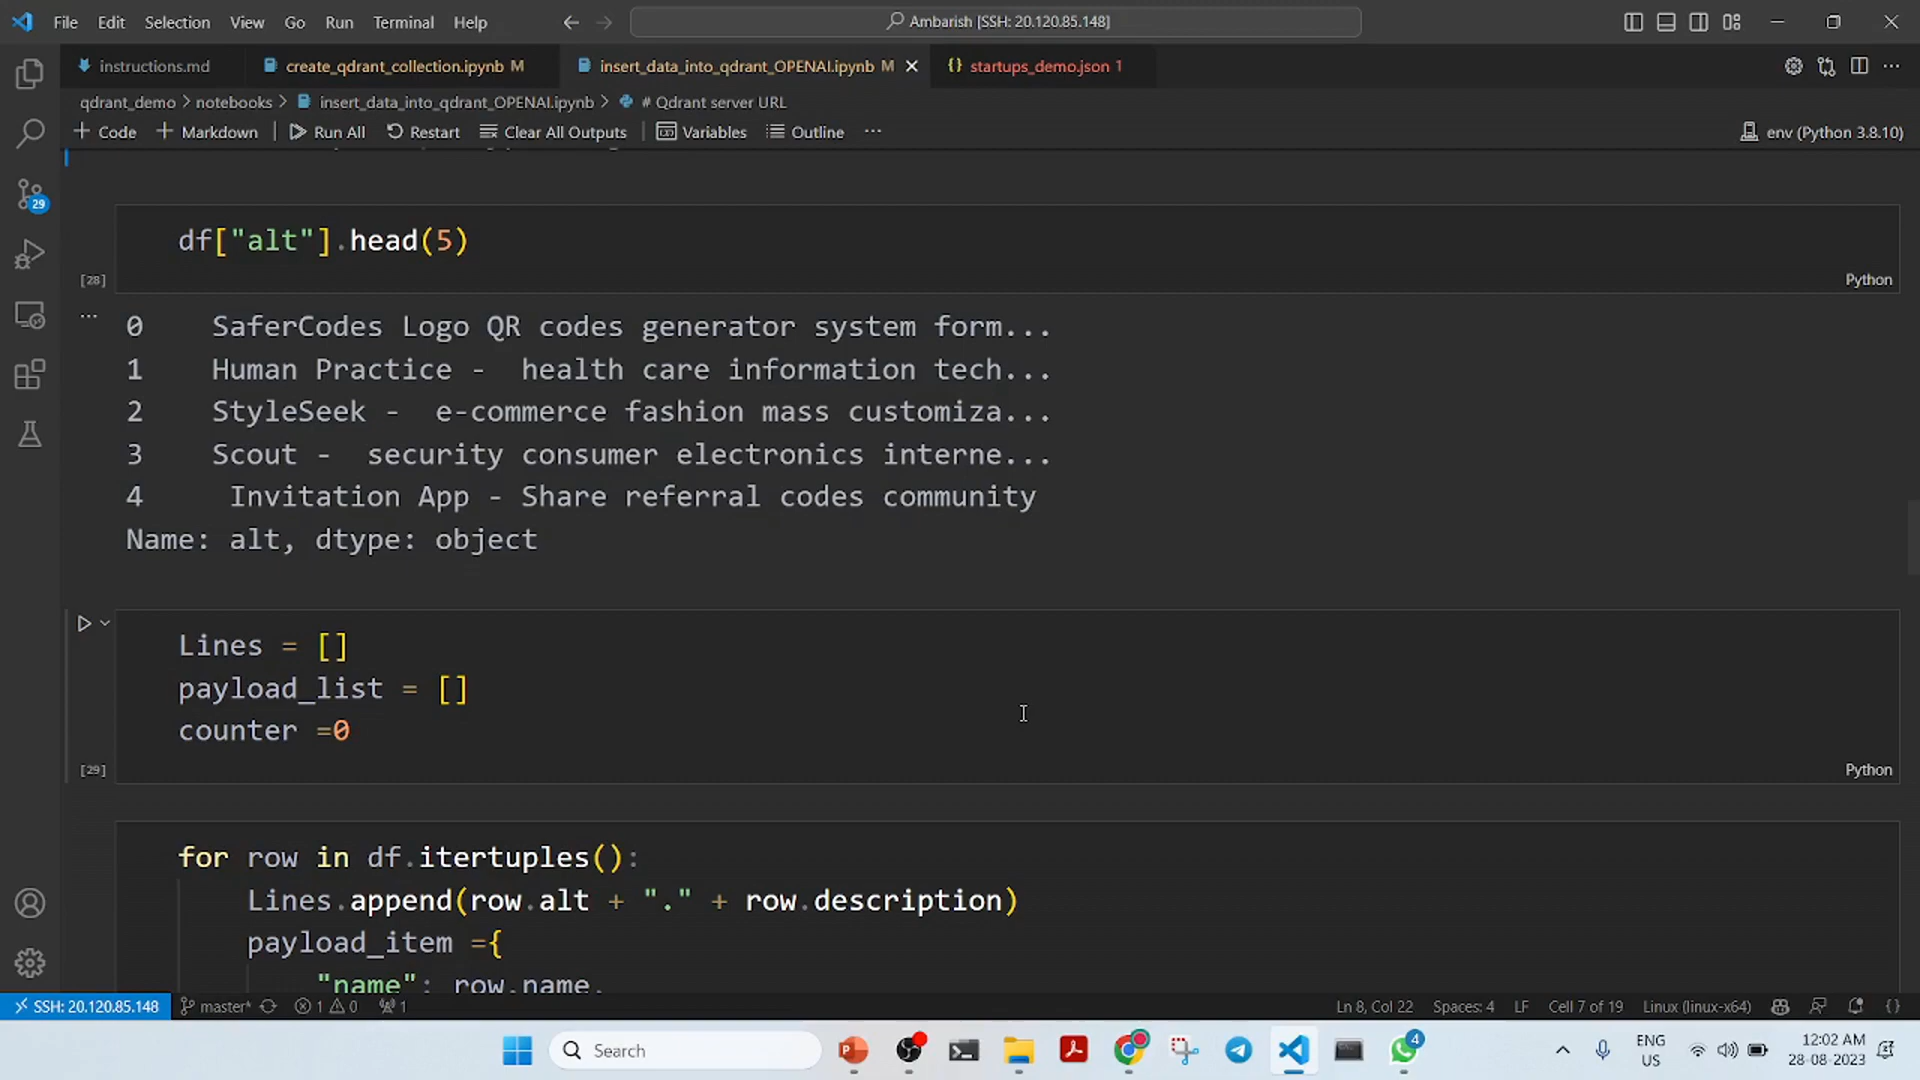 File Edit Selection View Go Run Terminal Help Ambarish [SSH: 20.120.85.148]
instructions.md create_qdrant_collection.ipynb M insert_data_into_qdrant_OPENAI.ipynb M {} startups_demo.json 1
qdrant_demo > notebooks > insert_data_into_qdrant_OPENAI.ipynb > # Qdrant server URL
+ Code + Markdown Run All Restart Clear All Outputs Variables Outline ... env (Python 3.8.10)
29
df["alt"].head(5)
[28] Python
... 0 SaferCodes Logo QR codes generator system form...
1 Human Practice - health care information tech...
2 StyleSeek - e-commerce fashion mass customiza...
3 Scout - security consumer electronics interne...
4 Invitation App - Share referral codes community
Name: alt, dtype: object
Lines = []
payload_list = []
counter =0
[29] Python
for row in df.itertuples():
Lines.append(row.alt + "." + row.description)
payload_item ={
"name": row.name,
SSH: 20.120.85.148 master* 1 0 1 Ln 8, Col 22 Spaces: 4 LF Cell 7 of 19 Linux (linux-x64) {}
Search 4 ENG US 12:02 AM 28-08-2023